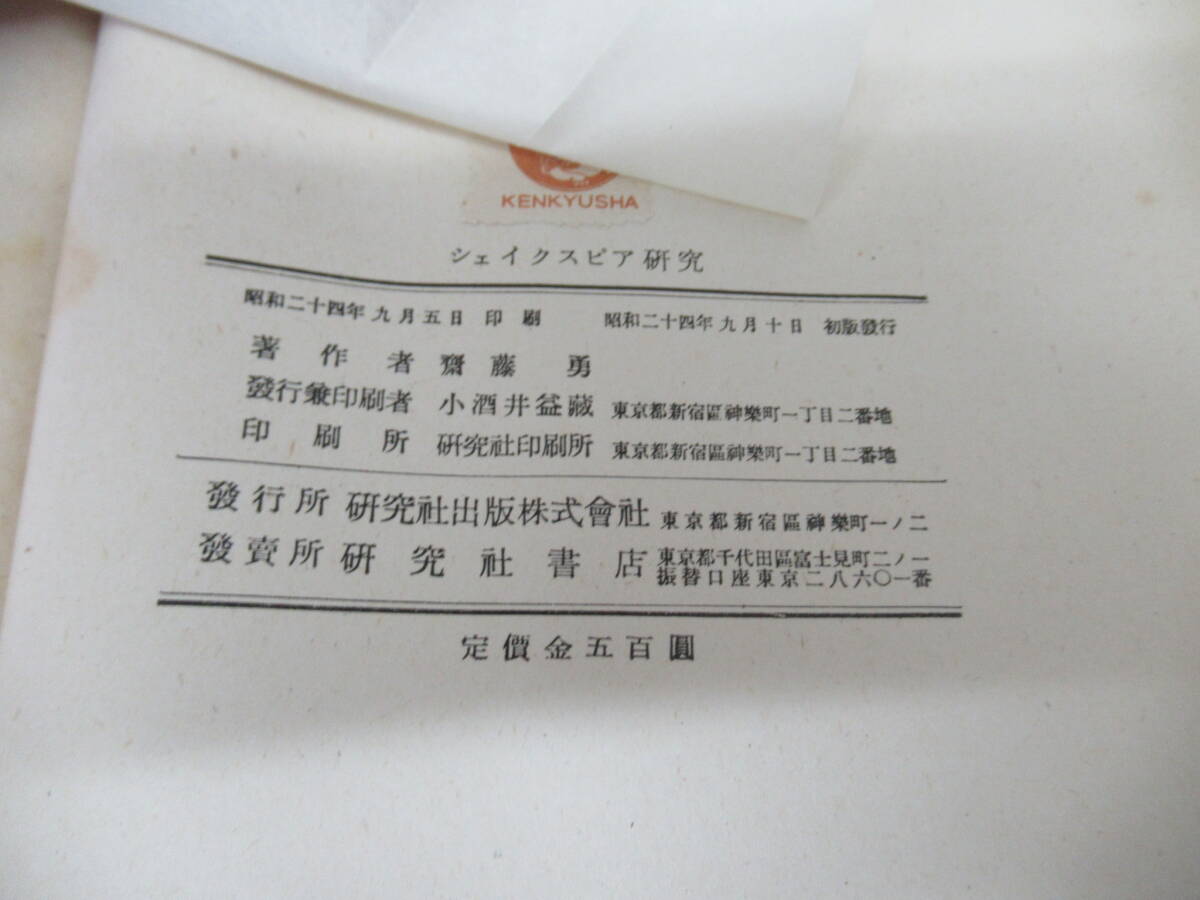 KENKYUSHA
シェイクスピア硏究
昭和二十四年九月五日 印刷 昭和二十四年九月十日 初版發行
著作者 齋藤勇
發行兼印刷者 小酒井益藏 東京都新宿區神樂町一丁目二番地
印刷所 硏究社印刷所 東京都新宿區神樂町一丁目二番地
發行所 硏究社出版株式會社 東京都新宿區神樂町一ノ二
發賣所 硏究社書店 東京都千代田區富士見町二ノ一
振替口座東京二八六〇一番
定價金五百圓